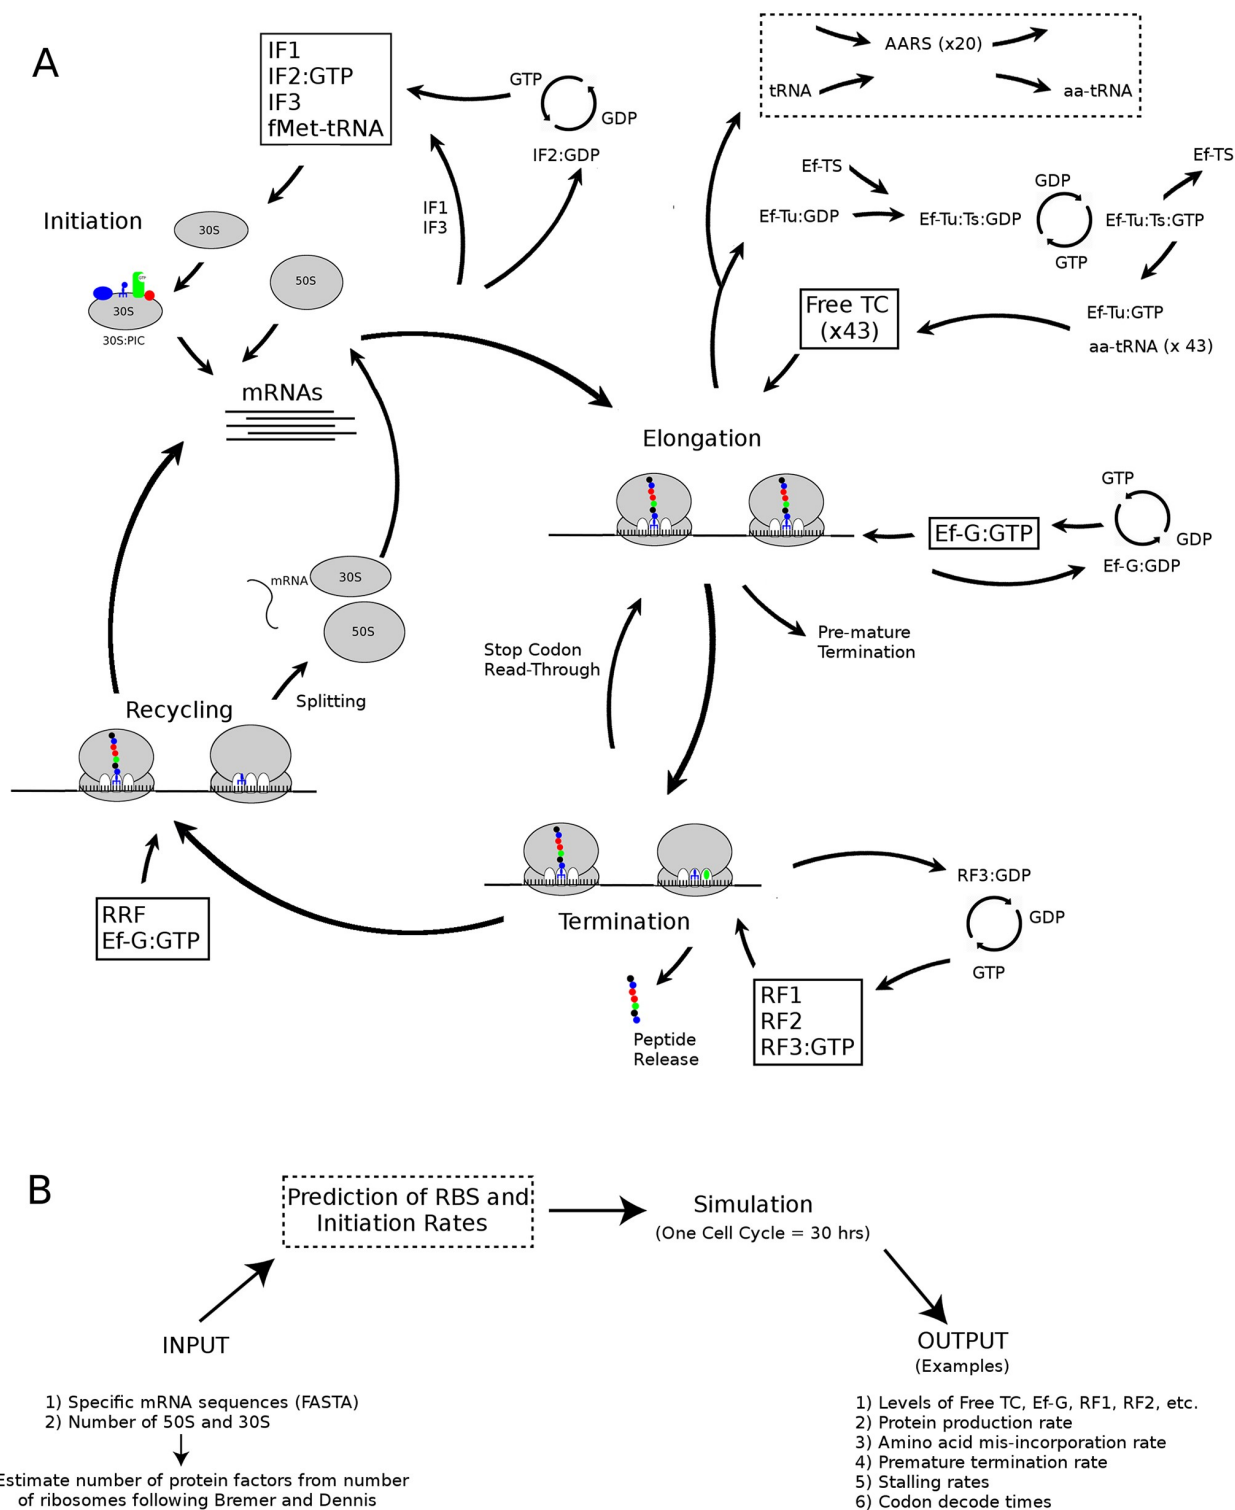 A
IF1
IF2:GTP
IF3
fMet-tRNA
GTP
GDP
IF2:GDP
IF1
IF3
AARS (x20)
tRNA
aa-tRNA
Ef-TS
Ef-TS
GDP
Ef-Tu:GDP
Ef-Tu:Ts:GDP
Ef-Tu:Ts:GTP
GTP
Ef-Tu:GTP
aa-tRNA (x 43)
Free TC
(x43)
Initiation
30S
50S
30S
30S:PIC
mRNAs
Elongation
GTP
Ef-G:GTP
GDP
Ef-G:GDP
mRNA
30S
50S
Stop Codon
Read-Through
Pre-mature
Termination
Splitting
Recycling
RRF
Ef-G:GTP
Termination
RF3:GDP
GDP
GTP
RF1
RF2
RF3:GTP
Peptide
Release
B
Prediction of RBS and
Initiation Rates
Simulation
(One Cell Cycle = 30 hrs)
INPUT
1) Specific mRNA sequences (FASTA)
2) Number of 50S and 30S
Estimate number of protein factors from number
of ribosomes following Bremer and Dennis
OUTPUT
(Examples)
1) Levels of Free TC, Ef-G, RF1, RF2, etc.
2) Protein production rate
3) Amino acid mis-incorporation rate
4) Premature termination rate
5) Stalling rates
6) Codon decode times